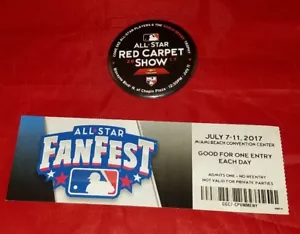 ALL★STAR
RED CARPET
SHOW
ALL★STAR
FANFEST
JULY 7-11, 2017
MIAMI BEACH CONVENTION CENTER
GOOD FOR ONE ENTRY
EACH DAY
ADMITS ONE - NO REENTRY
NOT VALID FOR PRIVATE PARTIES